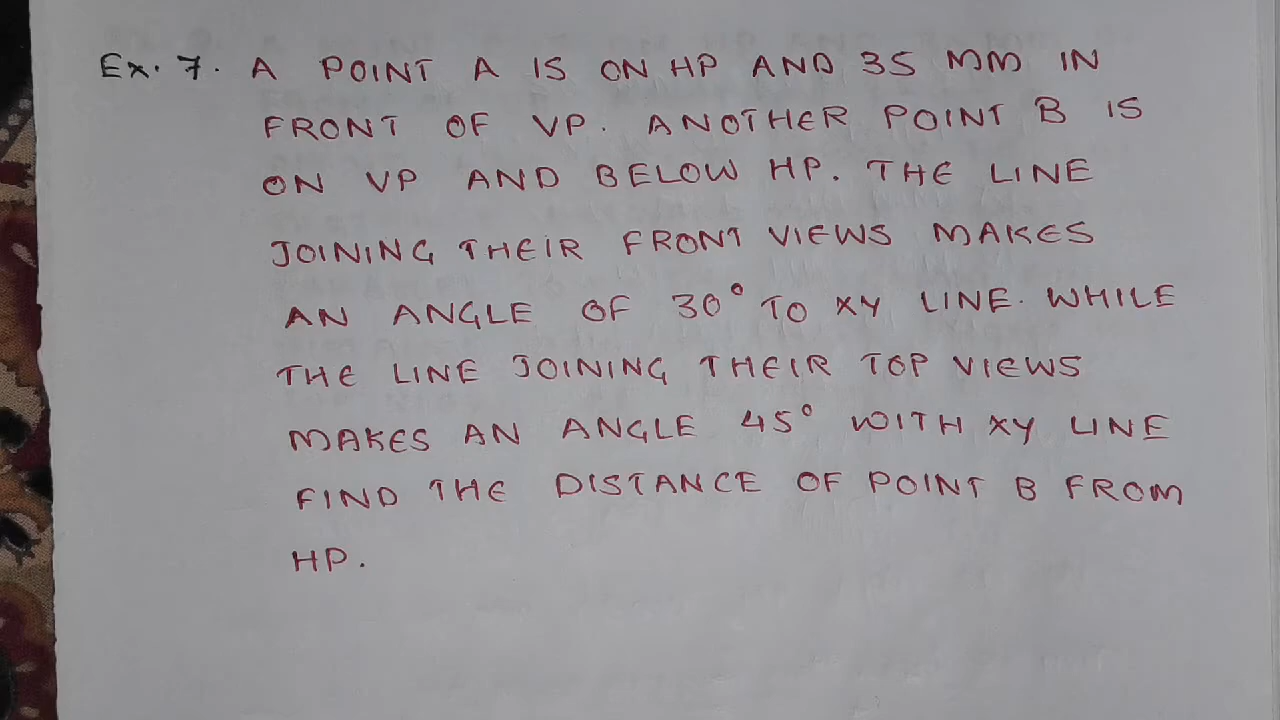 Ex. 7. A POINT A IS ON HP AND 35 MM IN
FRONT OF VP. ANOTHER POINT B IS
ON VP AND BELOW HP. THE LINE
JOINING THEIR FRONT VIEWS MAKES
AN ANGLE OF 30° TO XY LINE. WHILE
THE LINE JOINING THEIR TOP VIEWS
MAKES AN ANGLE 45° WITH XY LINE
FIND THE DISTANCE OF POINT B FROM
HP.